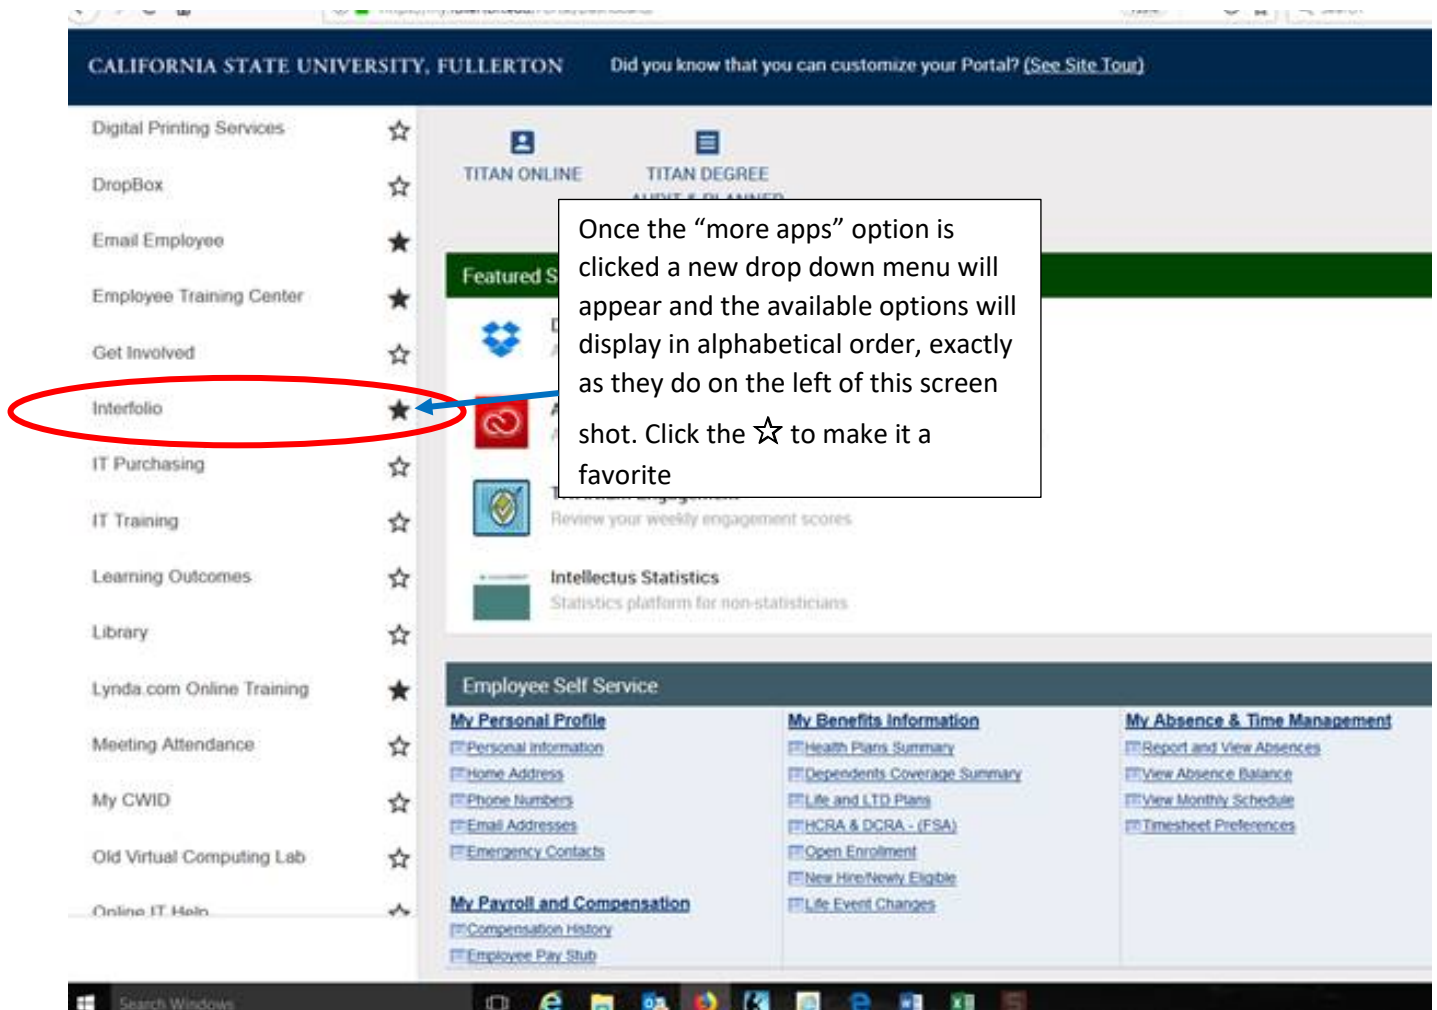 CALIFORNIA STATE UNIVERSITY, FULLERTON
Did you know that you can customize your Portal? (See Site Tour)
Digital Printing Services
DropBox
Email Employee
Employee Training Center
Get Involved
Interfolio
IT Purchasing
IT Training
Learning Outcomes
Library
Lynda.com Online Training
Meeting Attendance
My CWID
Old Virtual Computing Lab
Online IT Help
TITAN ONLINE
TITAN DEGREE
AUDIT & PLANNER
Once the “more apps” option is
clicked a new drop down menu will
appear and the available options will
display in alphabetical order, exactly
as they do on the left of this screen
shot. Click the ☆ to make it a
favorite
Featured S
Engagement
Review your weekly engagement scores
Intellectus Statistics
Statistics platform for non-statisticians
Employee Self Service
My Personal Profile
Personal Information
Home Address
Phone Numbers
Email Addresses
Emergency Contacts
My Payroll and Compensation
Compensation History
Employee Pay Stub
My Benefits Information
Health Plans Summary
Dependents Coverage Summary
Life and LTD Plans
HCRA & DCRA - (FSA)
Open Enrollment
New Hire/Newly Eligible
Life Event Changes
My Absence & Time Management
Report and View Absences
View Absence Balance
View Monthly Schedule
Timesheet Preferences
Search Windows